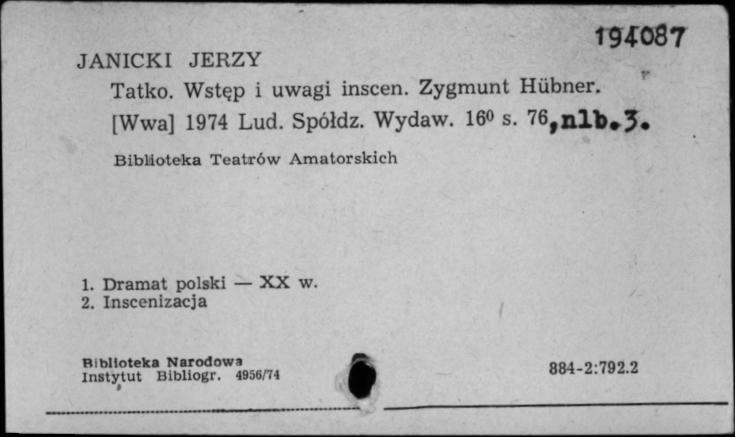 194087
JANICKI JERZY
Tatko. Wstęp i uwagi inscen. Zygmunt Hübner.
[Wwa] 1974 Lud. Spółdz. Wydaw. 16⁰ s. 76, nlb. 3.
Biblioteka Teatrów Amatorskich
1. Dramat polski — XX w.
2. Inscenizacja
Biblioteka Narodowa
Instytut Bibliogr. 4956/74
884-2:792.2